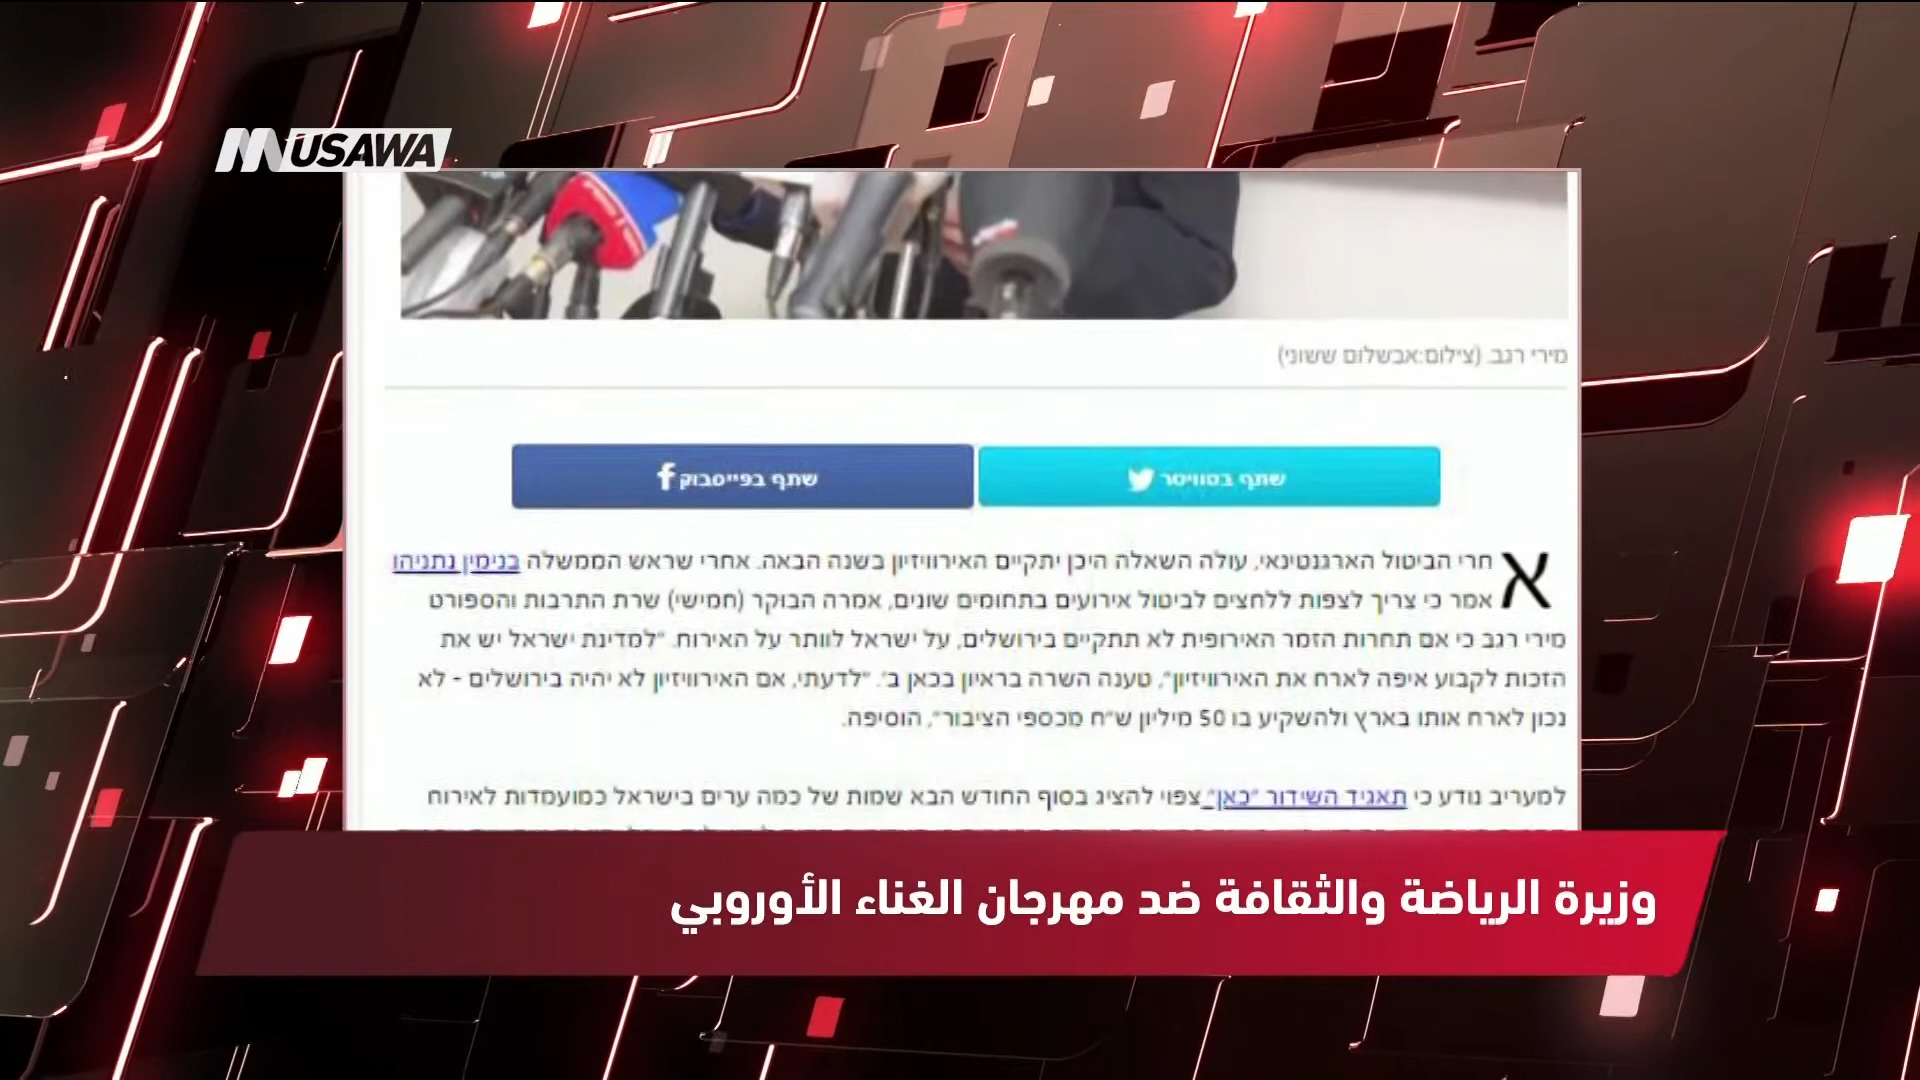 MUSAWA
מירי רגב. (צילום:אבשלום ששוני)
שתף בטוויטר
שתף בפייסבוק
אחרי הביטול הארגנטינאי, עולה השאלה היכן יתקיים האירוויזיון בשנה הבאה. אחרי שראש הממשלה בנימין נתניהו
אמר כי צריך לצפות ללחצים לביטול אירועים בתחומים שונים, אמרה הבוקר (חמישי) שרת התרבות והספורט
מירי רגב כי אם תחרות הזמר האירופית לא תתקיים בירושלים, על ישראל לוותר על האירוח. "למדינת ישראל יש את
הזכות לקבוע איפה לארח את האירוויזיון", טענה השרה בראיון בכאן ב'. "לדעתי, אם האירוויזיון לא יהיה בירושלים - לא
נכון לארח אותו בארץ ולהשקיע בו 50 מיליון ש"ח מכספי הציבור", הוסיפה.
למעריב נודע כי תאגיד השידור "כאן" צפוי להציג בסוף החודש הבא שמות של כמה ערים בישראל כמועמדות לאירוח
وزيرة الرياضة والثقافة ضد مهرجان الغناء الأوروبي